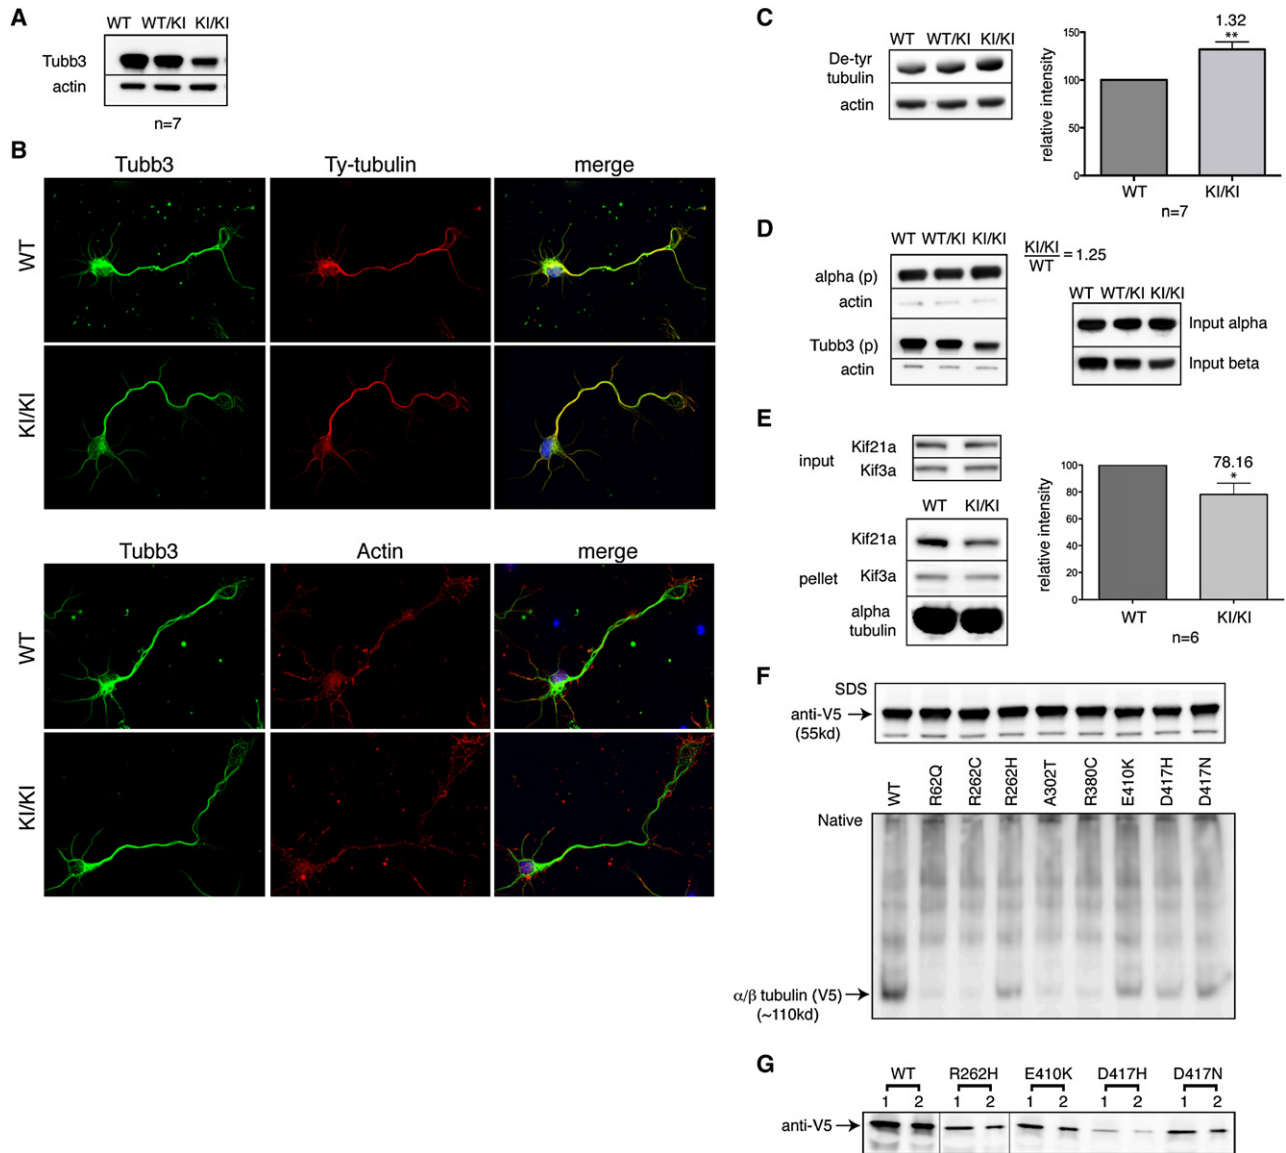 A
WT WT/KI KI/KI
Tubb3
actin
n=7
B
Tubb3 Ty-tubulin merge
WT
KI/KI
Tubb3 Actin merge
WT
KI/KI
C
WT WT/KI KI/KI
De-tyr
tubulin
actin
relative intensity
150
100
50
0
1.32
**
WT KI/KI
n=7
D
WT WT/KI KI/KI
alpha (p)
actin
Tubb3 (p)
actin
KI/KI
WT
= 1.25
WT WT/KI KI/KI
Input alpha
Input beta
E
input
Kif21a
Kif3a
WT KI/KI
pellet
Kif21a
Kif3a
alpha
tubulin
relative intensity
100
80
60
40
20
0
78.16
*
WT KI/KI
n=6
F
SDS
anti-V5
(55kd)
WT R62Q R262C R262H A302T R380C E410K D417H D417N
Native
α/β tubulin (V5)
(~110kd)
G
WT R262H E410K D417H D417N
1 2 1 2 1 2 1 2 1 2
anti-V5